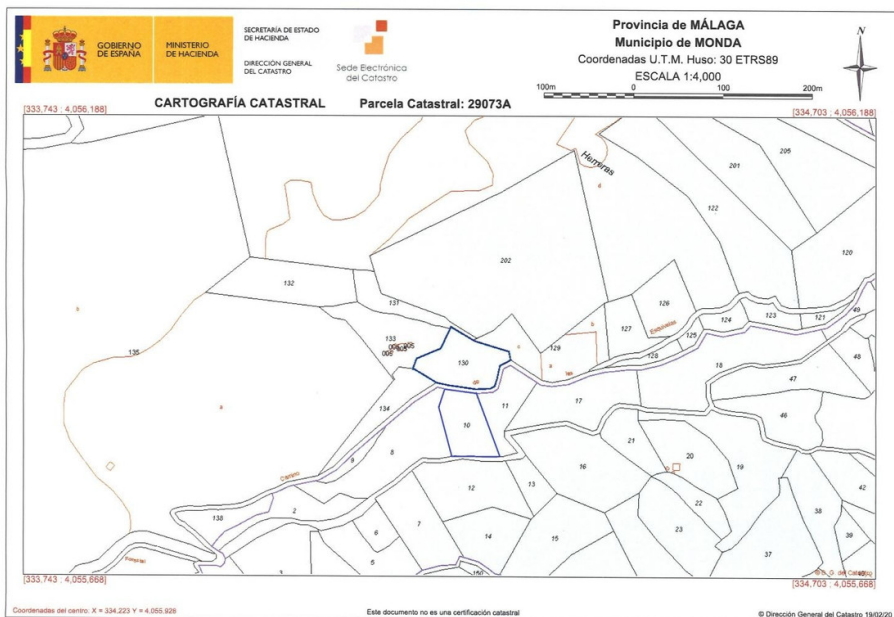 GOBIERNO
DE ESPAÑA
MINISTERIO
DE HACIENDA
SECRETARÍA DE ESTADO
DE HACIENDA
DIRECCIÓN GENERAL
DEL CATASTRO
Sede Electrónica
del Catastro
Provincia de MÁLAGA
Municipio de MONDA
Coordenadas U.T.M. Huso: 30 ETRS89
ESCALA 1:4,000
N
100m 0 100 200m
CARTOGRAFÍA CATASTRAL Parcela Catastral: 29073A
[333,743 ; 4,056,188]
[334,703 ; 4,056,188]
Herreras
201
205
122
120
202
132
131
126
49
133
127
124
123
121
Esquivelas
125
129
128
135
130
18
48
47
134
11
17
46
10
21
9
8
16
20
19
Camino
12
13
42
138
2
7
22
38
6
14
15
23
39
5
37
150
3
[333,743 ; 4,055,668]
[334,703 ; 4,055,668]
Coordenadas del centro: X = 334,223 Y = 4,055,928
Este documento no es una certificación catastral
© Dirección General del Catastro 19/02/20